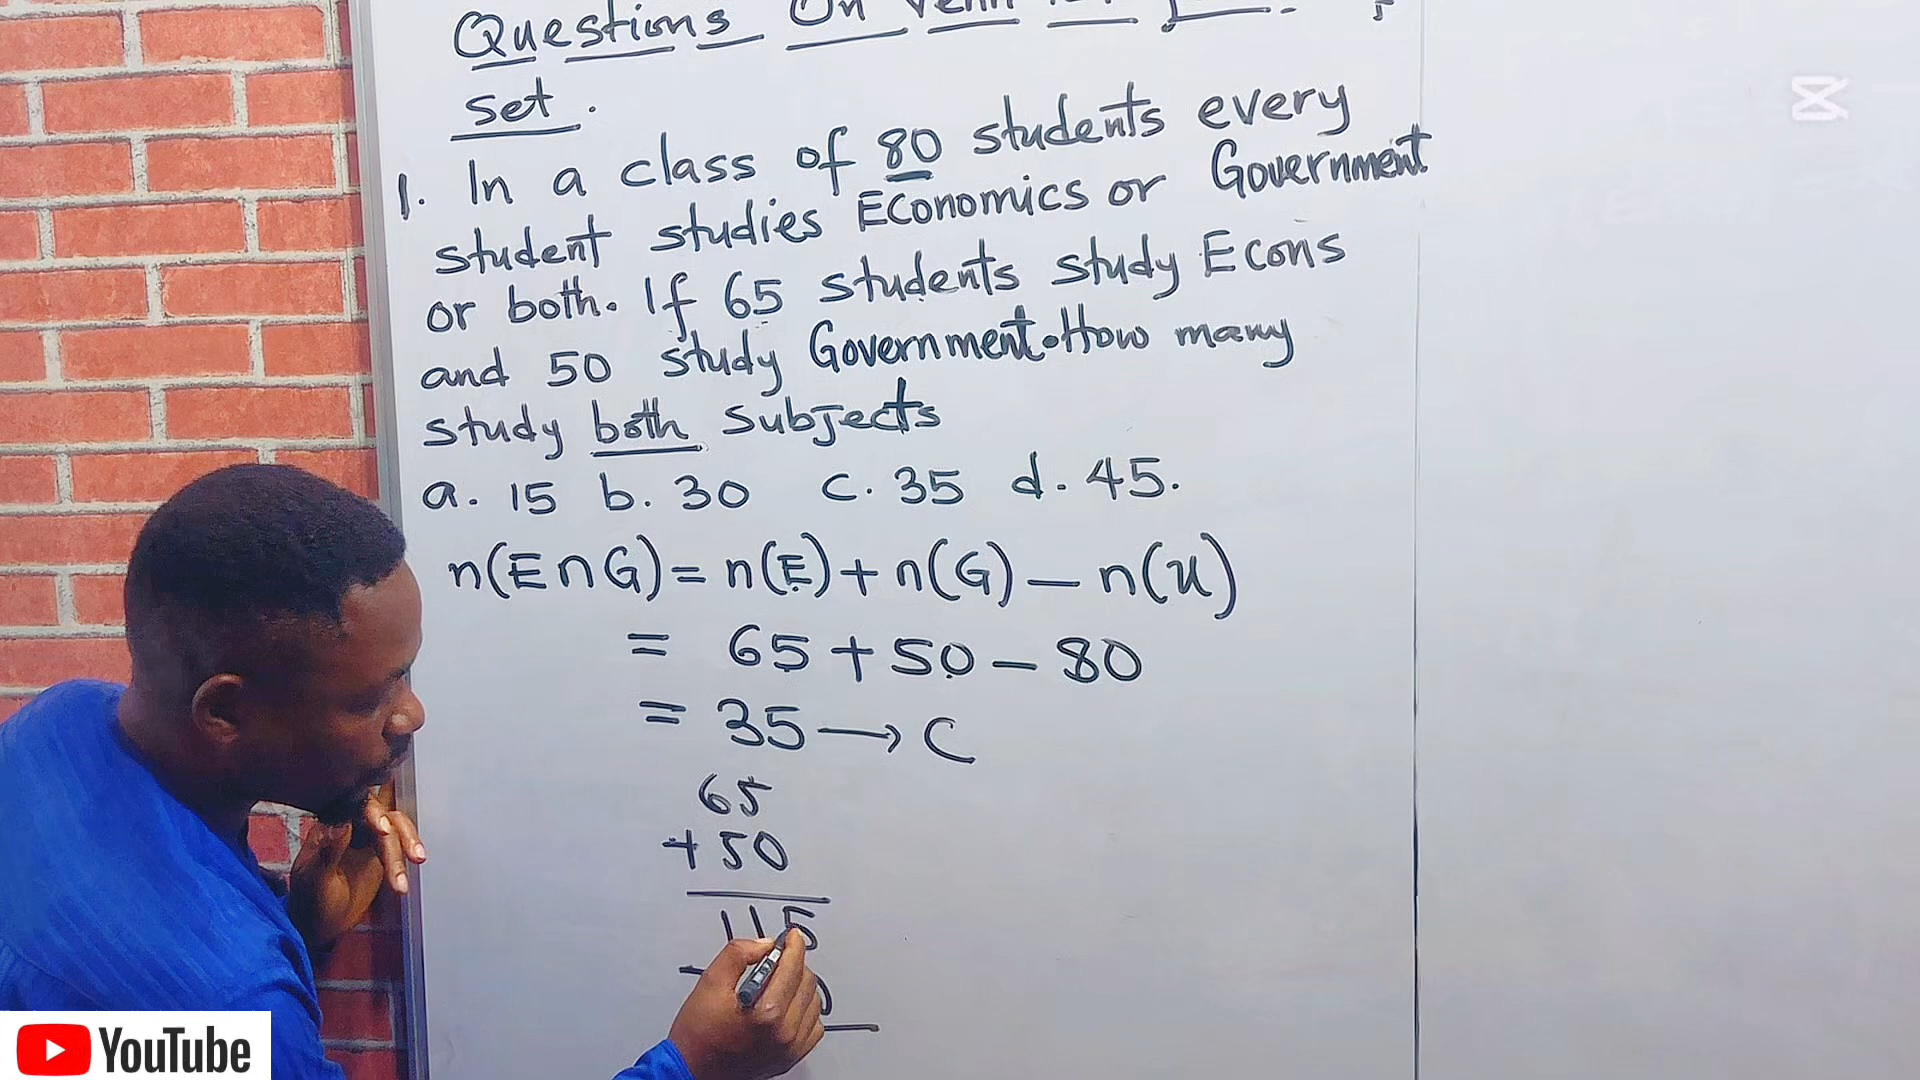 Questions On Venn
set.
1. In a class of 80 students every
student studies Economics or Government
or both. If 65 students study Econs
and 50 study Government. How many
study both subjects
a. 15 b. 30 c. 35 d. 45.
n(E∩G) = n(E) + n(G) – n(U)
= 65 + 50 – 80
= 35 → C
65
+ 50
115
YouTube